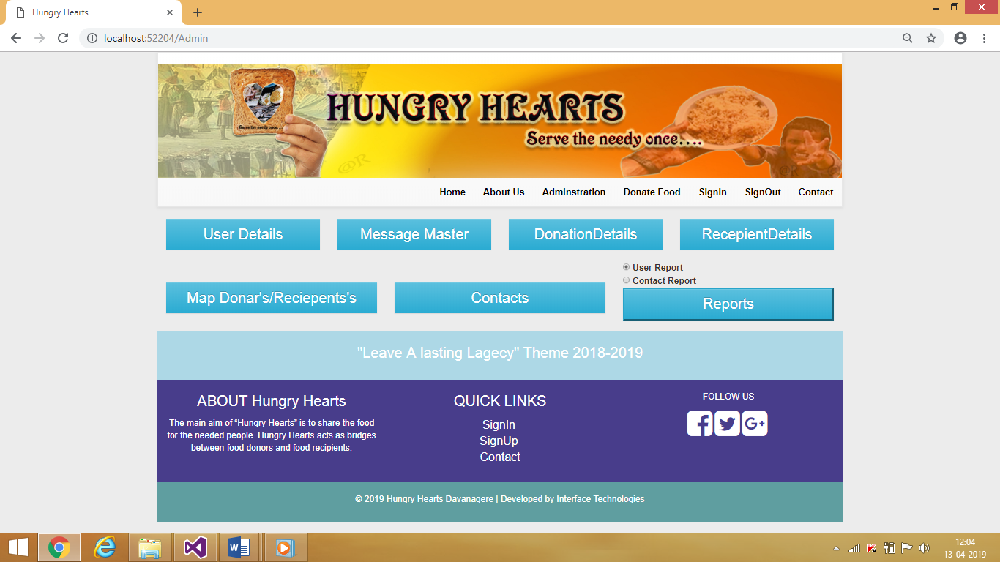 Hungry Hearts
localhost:52204/Admin
Serve the needy once....
HUNGRY HEARTS
Serve the needy once....
@R
@R
Home About Us Adminstration Donate Food SignIn SignOut Contact
User Details Message Master DonationDetails RecepientDetails
User Report
Contact Report
Map Donar's/Reciepents's Contacts Reports
"Leave A lasting Lagecy" Theme 2018-2019
ABOUT Hungry Hearts
The main aim of “Hungry Hearts” is to share the food
for the needed people. Hungry Hearts acts as bridges
between food donors and food recipients.
QUICK LINKS
SignIn
SignUp
Contact
FOLLOW US
© 2019 Hungry Hearts Davanagere | Developed by Interface Technologies
12:04
13-04-2019